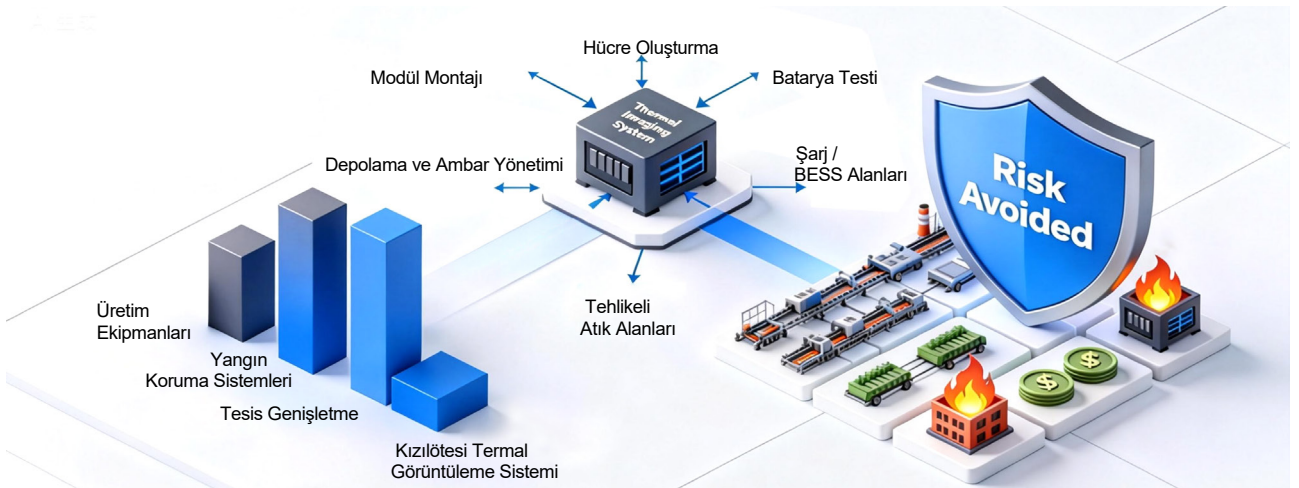 Hücre Oluşturma
Modül Montajı
Batarya Testi
Thermal
Imaging
System
Depolama ve Ambar Yönetimi
Şarj /
BESS Alanları
Risk
Avoided
Tehlikeli
Atık Alanları
Üretim
Ekipmanları
Yangın
Koruma Sistemleri
Tesis Genişletme
Kızılötesi Termal
Görüntüleme Sistemi